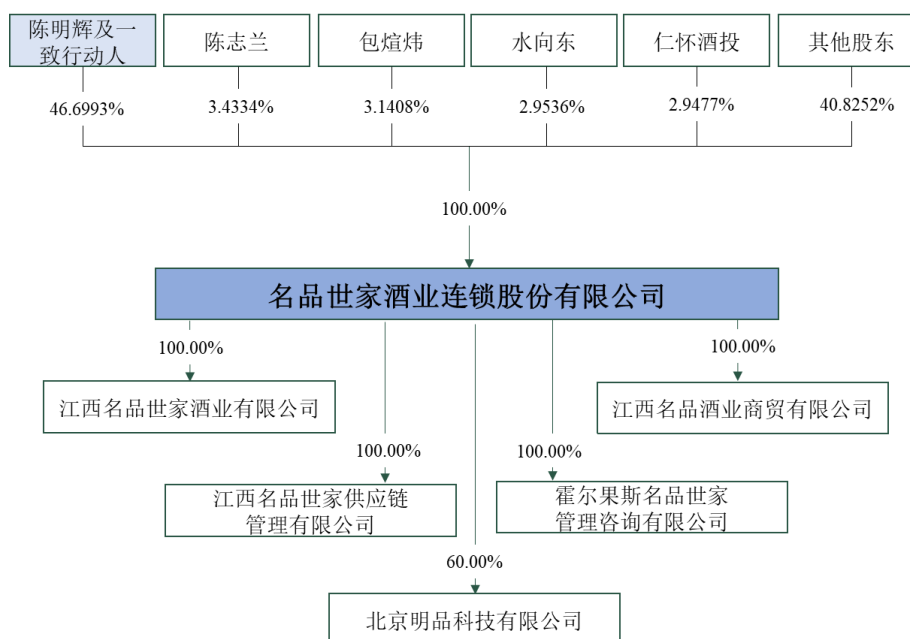 陈明辉及一
致行动人
陈志兰
包煊炜
水向东
仁怀酒投
其他股东
46.6993%
3.4334%
3.1408%
2.9536%
2.9477%
40.8252%
100.00%
名品世家酒业连锁股份有限公司
100.00%
100.00%
江西名品世家酒业有限公司
江西名品酒业商贸有限公司
100.00%
100.00%
江西名品世家供应链
管理有限公司
霍尔果斯名品世家
管理咨询有限公司
60.00%
北京明品科技有限公司